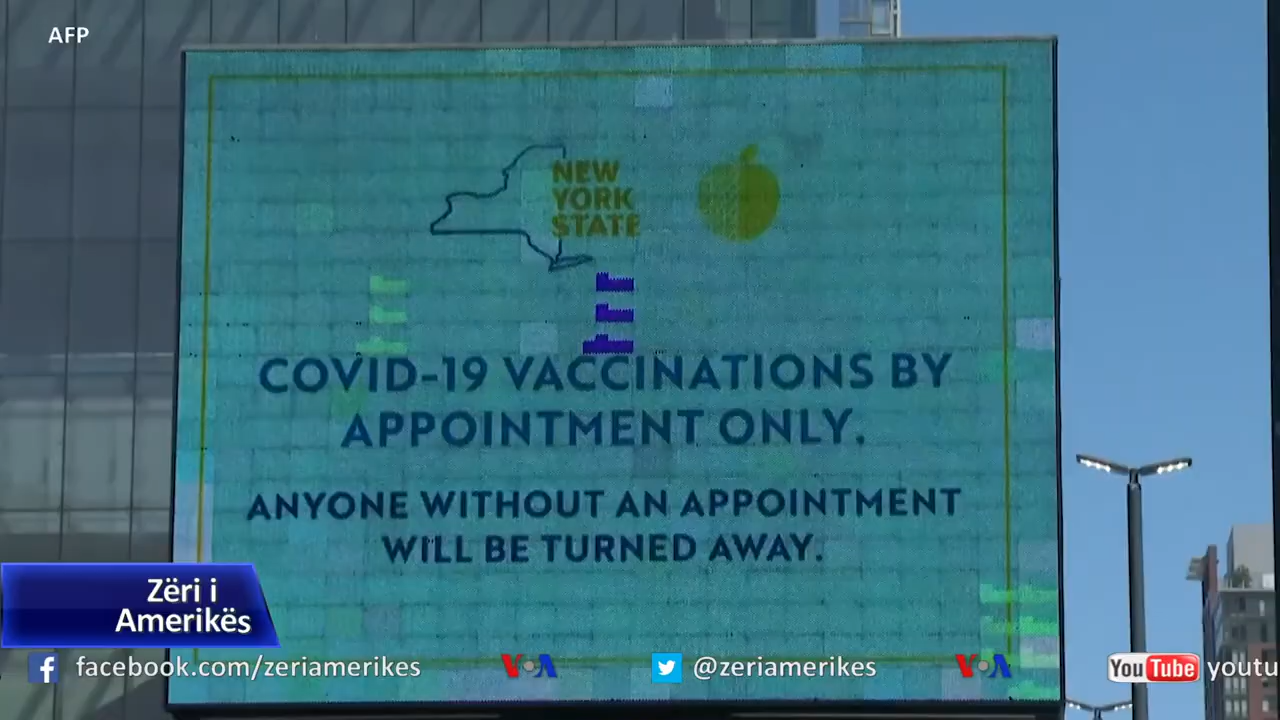 AFP
NEW
YORK
STATE
COVID-19 VACCINATIONS BY
APPOINTMENT ONLY.
ANYONE WITHOUT AN APPOINTMENT
WILL BE TURNED AWAY.
Zëri i
Amerikës
facebook.com/zeriamerikes VOA @zeriamerikes VOA YouTube youtu